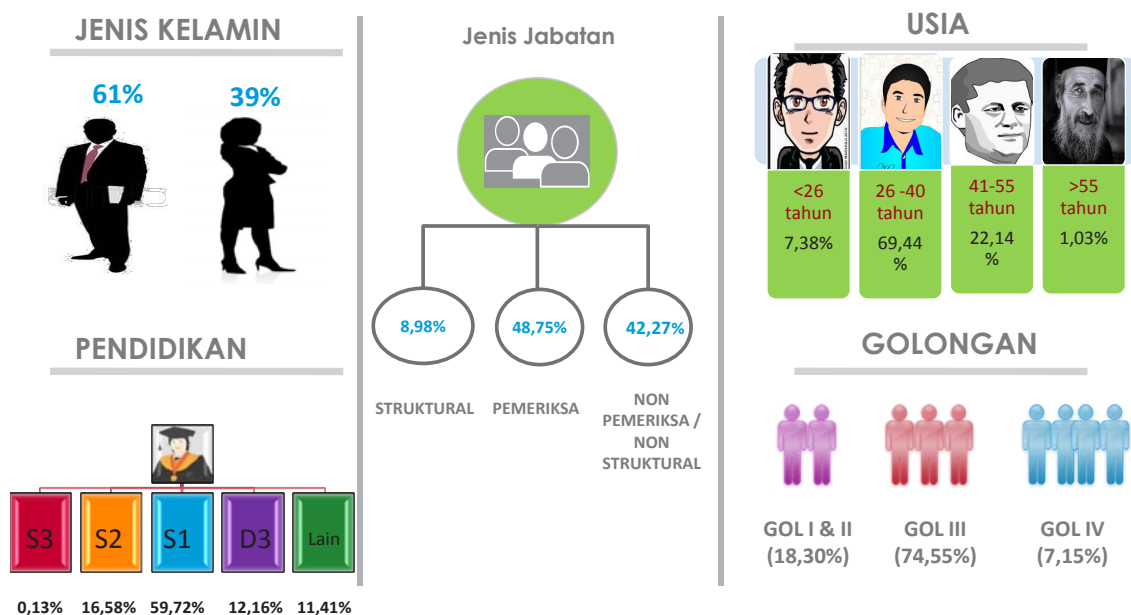 JENIS KELAMIN
61%
39%
PENDIDIKAN
S3
S2
S1
D3
Lain
0,13%
16,58%
59,72%
12,16%
11,41%
Jenis Jabatan
8,98%
48,75%
42,27%
STRUKTURAL
PEMERIKSA
NON
PEMERIKSA /
NON
STRUKTURAL
USIA
<26
tahun
7,38%
26 -40
tahun
69,44
%
41-55
tahun
22,14
%
>55
tahun
1,03%
GOLONGAN
GOL I & II
(18,30%)
GOL III
(74,55%)
GOL IV
(7,15%)